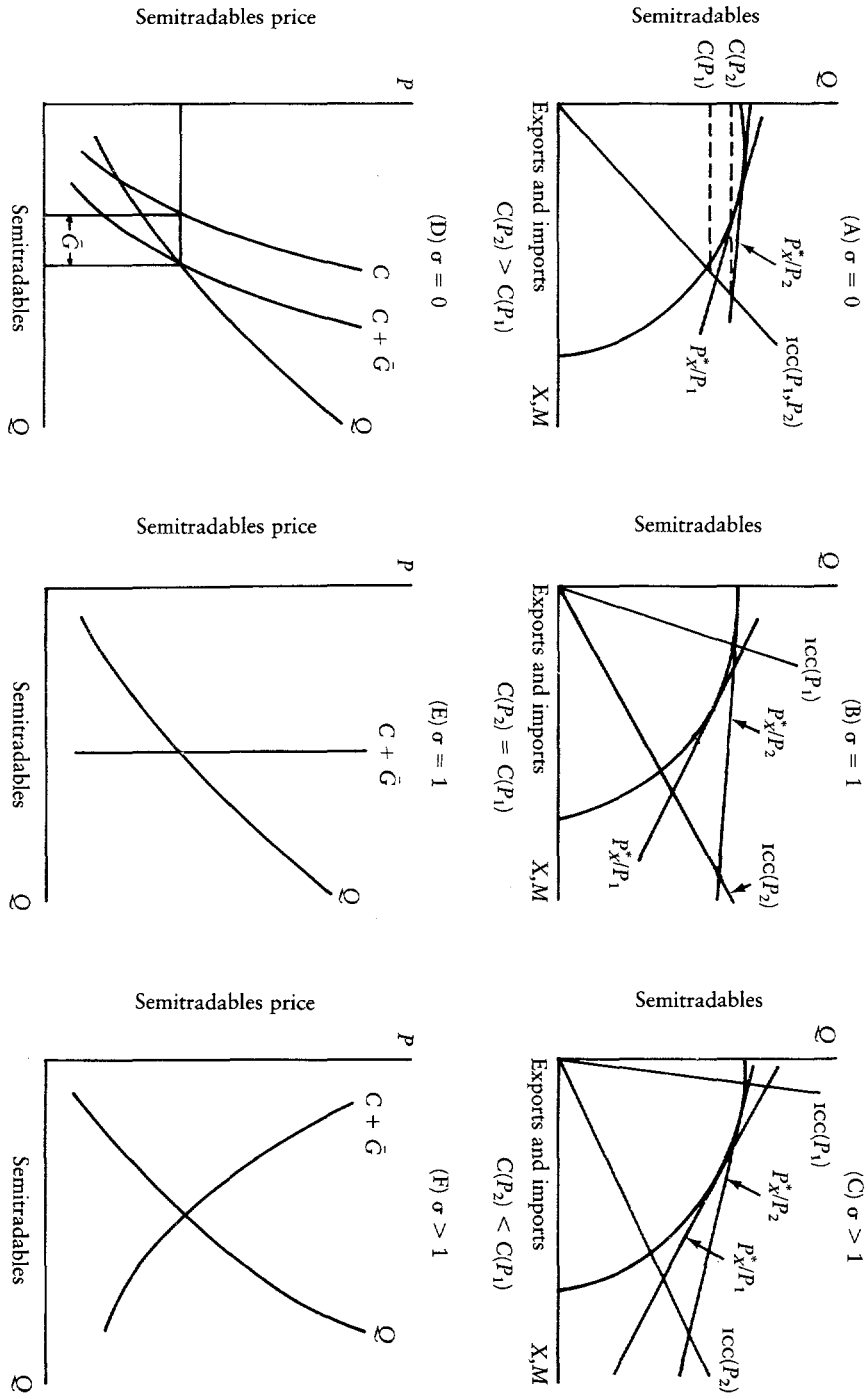 (A) σ = 0
Semitradables
Q
C(P₂)
C(P₁)
P*X/P₂
ICC(P₁,P₂)
P*X/P₁
Exports and imports
X,M
C(P₂) > C(P₁)
(B) σ = 1
Semitradables
Q
ICC(P₁)
P*X/P₂
ICC(P₂)
P*X/P₁
Exports and imports
X,M
C(P₂) = C(P₁)
(C) σ > 1
Semitradables
Q
ICC(P₁)
P*X/P₂
P*X/P₁
ICC(P₂)
Exports and imports
X,M
C(P₂) < C(P₁)
(D) σ = 0
Semitradables price
P
C
C + Ḡ
Q
Ḡ
Semitradables
Q
(E) σ = 1
Semitradables price
P
C + Ḡ
Q
Semitradables
Q
(F) σ > 1
Semitradables price
P
C + Ḡ
Q
Semitradables
Q